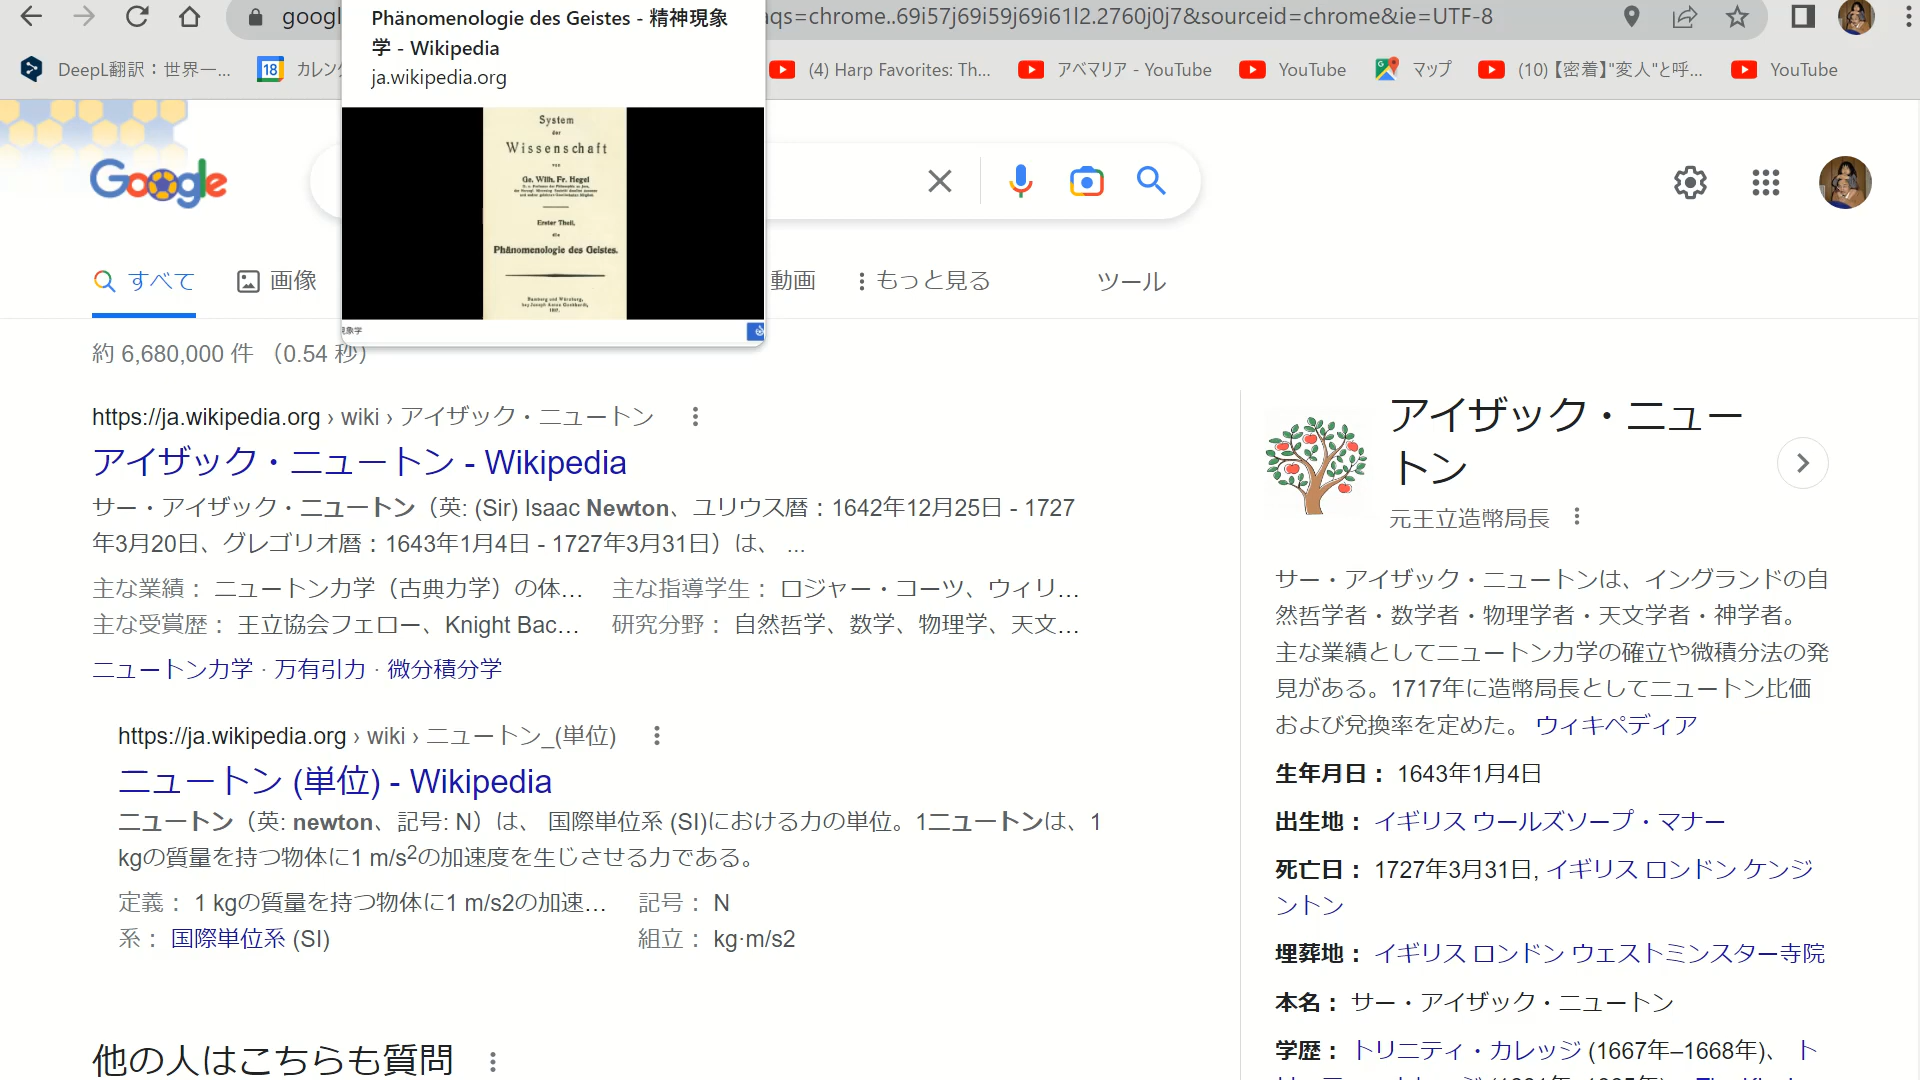 googl
Phänomenologie des Geistes - 精神現象
学 - Wikipedia
ja.wikipedia.org
aqs=chrome..69i57j69i59j69i61l2.2760j0j7&sourceid=chrome&ie=UTF-8
DeepL翻訳：世界一...
18
カレン
(4) Harp Favorites: Th...
アベマリア - YouTube
YouTube
マップ
(10)【密着】"変人"と呼...
YouTube
System
der
Wissenschaft
von
Ge. Wilh. Fr. Hegel
Erster Theil,
die
Phänomenologie des Geistes.
Bamberg und Würzburg,
bey Joseph Anton Goebhardt,
1807.
現象学
Google
すべて
画像
動画
もっと見る
ツール
約 6,680,000 件 （0.54 秒）
https://ja.wikipedia.org › wiki › アイザック・ニュートン
アイザック・ニュートン - Wikipedia
サー・アイザック・ニュートン（英: (Sir) Isaac Newton、ユリウス暦：1642年12月25日 - 1727
年3月20日、グレゴリオ暦：1643年1月4日 - 1727年3月31日）は、 ...
主な業績： ニュートン力学（古典力学）の体... 主な指導学生： ロジャー・コーツ、ウィリ...
主な受賞歴： 王立協会フェロー、Knight Bac... 研究分野： 自然哲学、数学、物理学、天文...
ニュートン力学 · 万有引力 · 微分積分学
https://ja.wikipedia.org › wiki › ニュートン_(単位)
ニュートン (単位) - Wikipedia
ニュートン（英: newton、記号: N）は、 国際単位系 (SI)における力の単位。1ニュートンは、1
kgの質量を持つ物体に1 m/s²の加速度を生じさせる力である。
定義： 1 kgの質量を持つ物体に1 m/s2の加速... 記号： N
系： 国際単位系 (SI) 組立： kg·m/s2
他の人はこちらも質問
アイザック・ニュー
トン
元王立造幣局長
サー・アイザック・ニュートンは、イングランドの自
然哲学者・数学者・物理学者・天文学者・神学者。
主な業績としてニュートン力学の確立や微積分法の発
見がある。1717年に造幣局長としてニュートン比価
および兌換率を定めた。 ウィキペディア
生年月日： 1643年1月4日
出生地： イギリス ウールズソープ・マナー
死亡日： 1727年3月31日, イギリス ロンドン ケンジ
ントン
埋葬地： イギリス ロンドン ウェストミンスター寺院
本名： サー・アイザック・ニュートン
学歴： トリニティ・カレッジ (1667年–1668年)、 ト